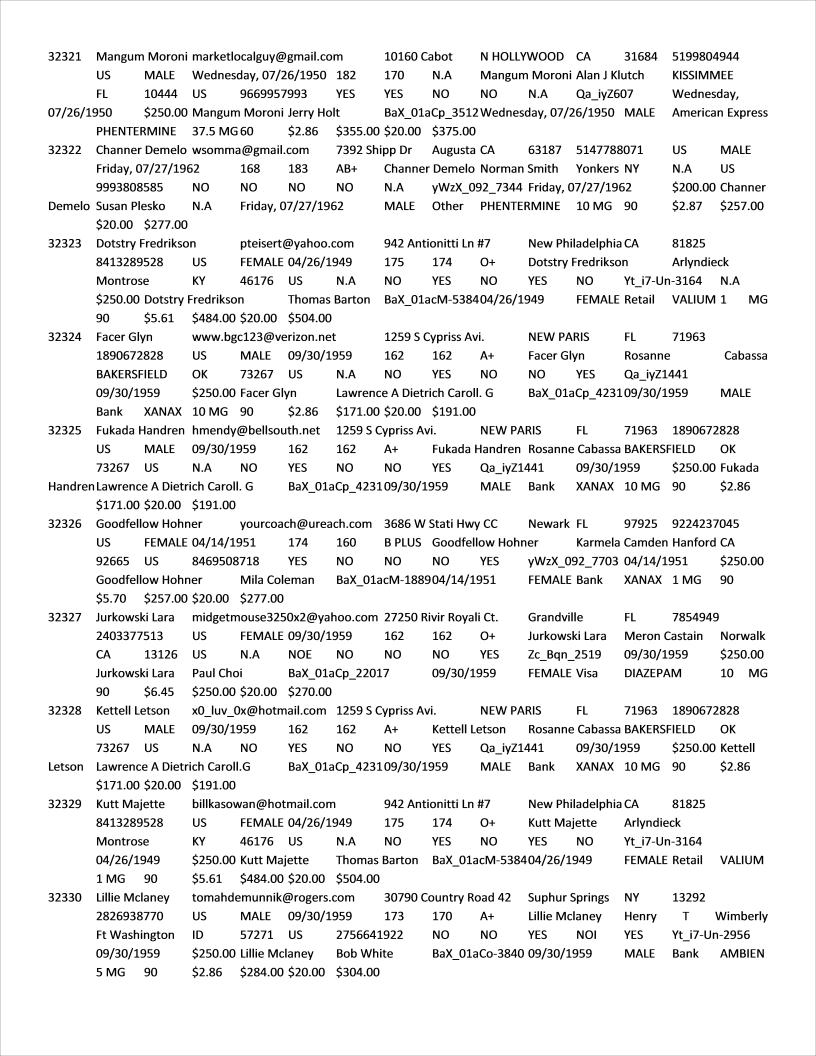 32321 Mangum Moroni marketlocalguy@gmail.com 10160 Cabot N HOLLYWOOD CA 31684 5199804944
US MALE Wednesday, 07/26/1950 182 170 N.A Mangum Moroni Alan J Klutch KISSIMMEE
FL 10444 US 9669957993 YES YES NO NO N.A Qa_iyZ607 Wednesday,
07/26/1950 $250.00 Mangum Moroni Jerry Holt BaX_01aCp_3512 Wednesday, 07/26/1950 MALE American Express
PHENTERMINE 37.5 MG 60 $2.86 $355.00 $20.00 $375.00
32322 Channer Demelo wsomma@gmail.com 7392 Shipp Dr Augusta CA 63187 5147788071 US MALE
Friday, 07/27/1962 168 183 AB+ Channer Demelo Norman Smith Yonkers NY N.A US
9993808585 NO NO NO NO N.A yWzX_092_7344 Friday, 07/27/1962 $200.00 Channer
Demelo Susan Plesko N.A Friday, 07/27/1962 MALE Other PHENTERMINE 10 MG 90 $2.87 $257.00
$20.00 $277.00
32323 Dotstry Fredrikson pteisert@yahoo.com 942 Antionitti Ln #7 New Philadelphia CA 81825
8413289528 US FEMALE 04/26/1949 175 174 O+ Dotstry Fredrikson Arlyndieck
Montrose KY 46176 US N.A NO YES NO YES NO Yt_i7-Un-3164 N.A
$250.00 Dotstry Fredrikson Thomas Barton BaX_01acM-5384 04/26/1949 FEMALE Retail VALIUM 1 MG
90 $5.61 $484.00 $20.00 $504.00
32324 Facer Glyn www.bgc123@verizon.net 1259 S Cypriss Avi. NEW PARIS FL 71963
1890672828 US MALE 09/30/1959 162 162 A+ Facer Glyn Rosanne Cabassa
BAKERSFIELD OK 73267 US N.A NO YES NO NO YES Qa_iyZ1441
09/30/1959 $250.00 Facer Glyn Lawrence A Dietrich Caroll. G BaX_01aCp_4231 09/30/1959 MALE
Bank XANAX 10 MG 90 $2.86 $171.00 $20.00 $191.00
32325 Fukada Handren hmendy@bellsouth.net 1259 S Cypriss Avi. NEW PARIS FL 71963 1890672828
US MALE 09/30/1959 162 162 A+ Fukada Handren Rosanne Cabassa BAKERSFIELD OK
73267 US N.A NO YES NO NO YES Qa_iyZ1441 09/30/1959 $250.00 Fukada
Handren Lawrence A Dietrich Caroll. G BaX_01aCp_4231 09/30/1959 MALE Bank XANAX 10 MG 90 $2.86
$171.00 $20.00 $191.00
32326 Goodfellow Hohner yourcoach@ureach.com 3686 W Stati Hwy CC Newark FL 97925 9224237045
US FEMALE 04/14/1951 174 160 B PLUS Goodfellow Hohner Karmela Camden Hanford CA
92665 US 8469508718 YES NO NO NO YES yWzX_092_7703 04/14/1951 $250.00
Goodfellow Hohner Mila Coleman BaX_01acM-1889 04/14/1951 FEMALE Bank XANAX 1 MG 90
$5.70 $257.00 $20.00 $277.00
32327 Jurkowski Lara midgetmouse3250x2@yahoo.com 27250 Rivir Royali Ct. Grandville FL 7854949
2403377513 US FEMALE 09/30/1959 162 162 O+ Jurkowski Lara Meron Castain Norwalk
CA 13126 US N.A NOE NO NO NO YES Zc_Bqn_2519 09/30/1959 $250.00
Jurkowski Lara Paul Choi BaX_01aCp_22017 09/30/1959 FEMALE Visa DIAZEPAM 10 MG
90 $6.45 $250.00 $20.00 $270.00
32328 Kettell Letson x0_luv_0x@hotmail.com 1259 S Cypriss Avi. NEW PARIS FL 71963 1890672828
US MALE 09/30/1959 162 162 A+ Kettell Letson Rosanne Cabassa BAKERSFIELD OK
73267 US N.A NO YES NO NO YES Qa_iyZ1441 09/30/1959 $250.00 Kettell
Letson Lawrence A Dietrich Caroll.G BaX_01aCp_4231 09/30/1959 MALE Bank XANAX 10 MG 90 $2.86
$171.00 $20.00 $191.00
32329 Kutt Majette billkasowan@hotmail.com 942 Antionitti Ln #7 New Philadelphia CA 81825
8413289528 US FEMALE 04/26/1949 175 174 O+ Kutt Majette Arlyndieck
Montrose KY 46176 US N.A NO YES NO YES NO Yt_i7-Un-3164
04/26/1949 $250.00 Kutt Majette Thomas Barton BaX_01acM-5384 04/26/1949 FEMALE Retail VALIUM
1 MG 90 $5.61 $484.00 $20.00 $504.00
32330 Lillie Mclaney tomahdemunnik@rogers.com 30790 Country Road 42 Suphur Springs NY 13292
2826938770 US MALE 09/30/1959 173 170 A+ Lillie Mclaney Henry T Wimberly
Ft Washington ID 57271 US 2756641922 NO NO YES NOI YES Yt_i7-Un-2956
09/30/1959 $250.00 Lillie Mclaney Bob White BaX_01aCo-3840 09/30/1959 MALE Bank AMBIEN
5 MG 90 $2.86 $284.00 $20.00 $304.00